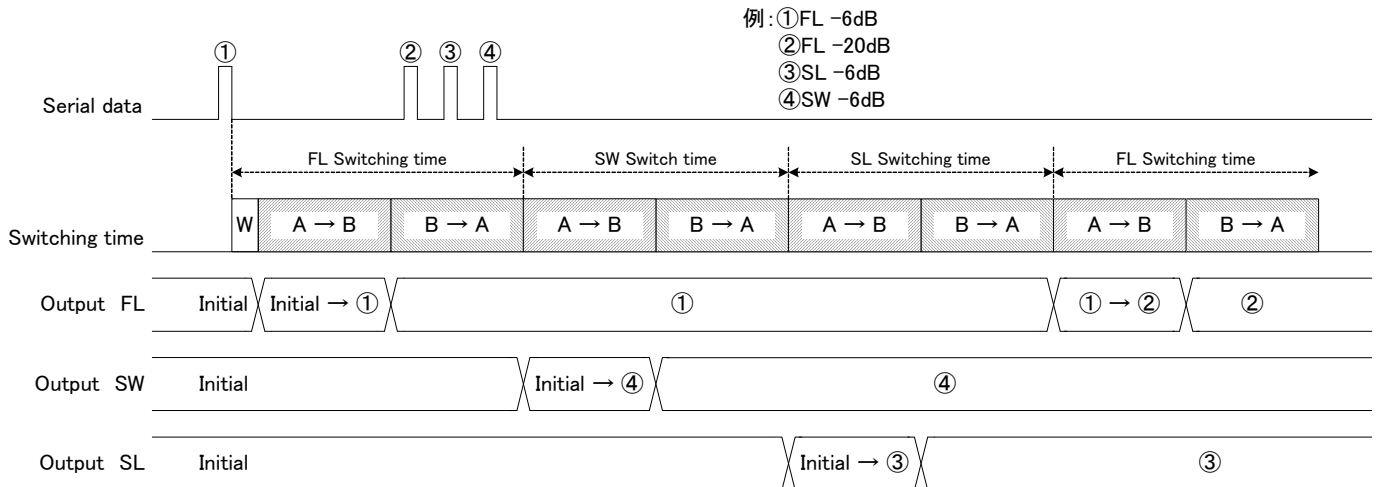 例:①FL -6dB
②FL -20dB
③SL -6dB
④SW -6dB
① ② ③ ④
Serial data
FL Switching time SW Switch time SL Switching time FL Switching time
Switching time W A → B B → A A → B B → A A → B B → A A → B B → A
Output FL Initial Initial → ① ① ① → ② ②
Output SW Initial Initial → ④ ④
Output SL Initial Initial → ③ ③